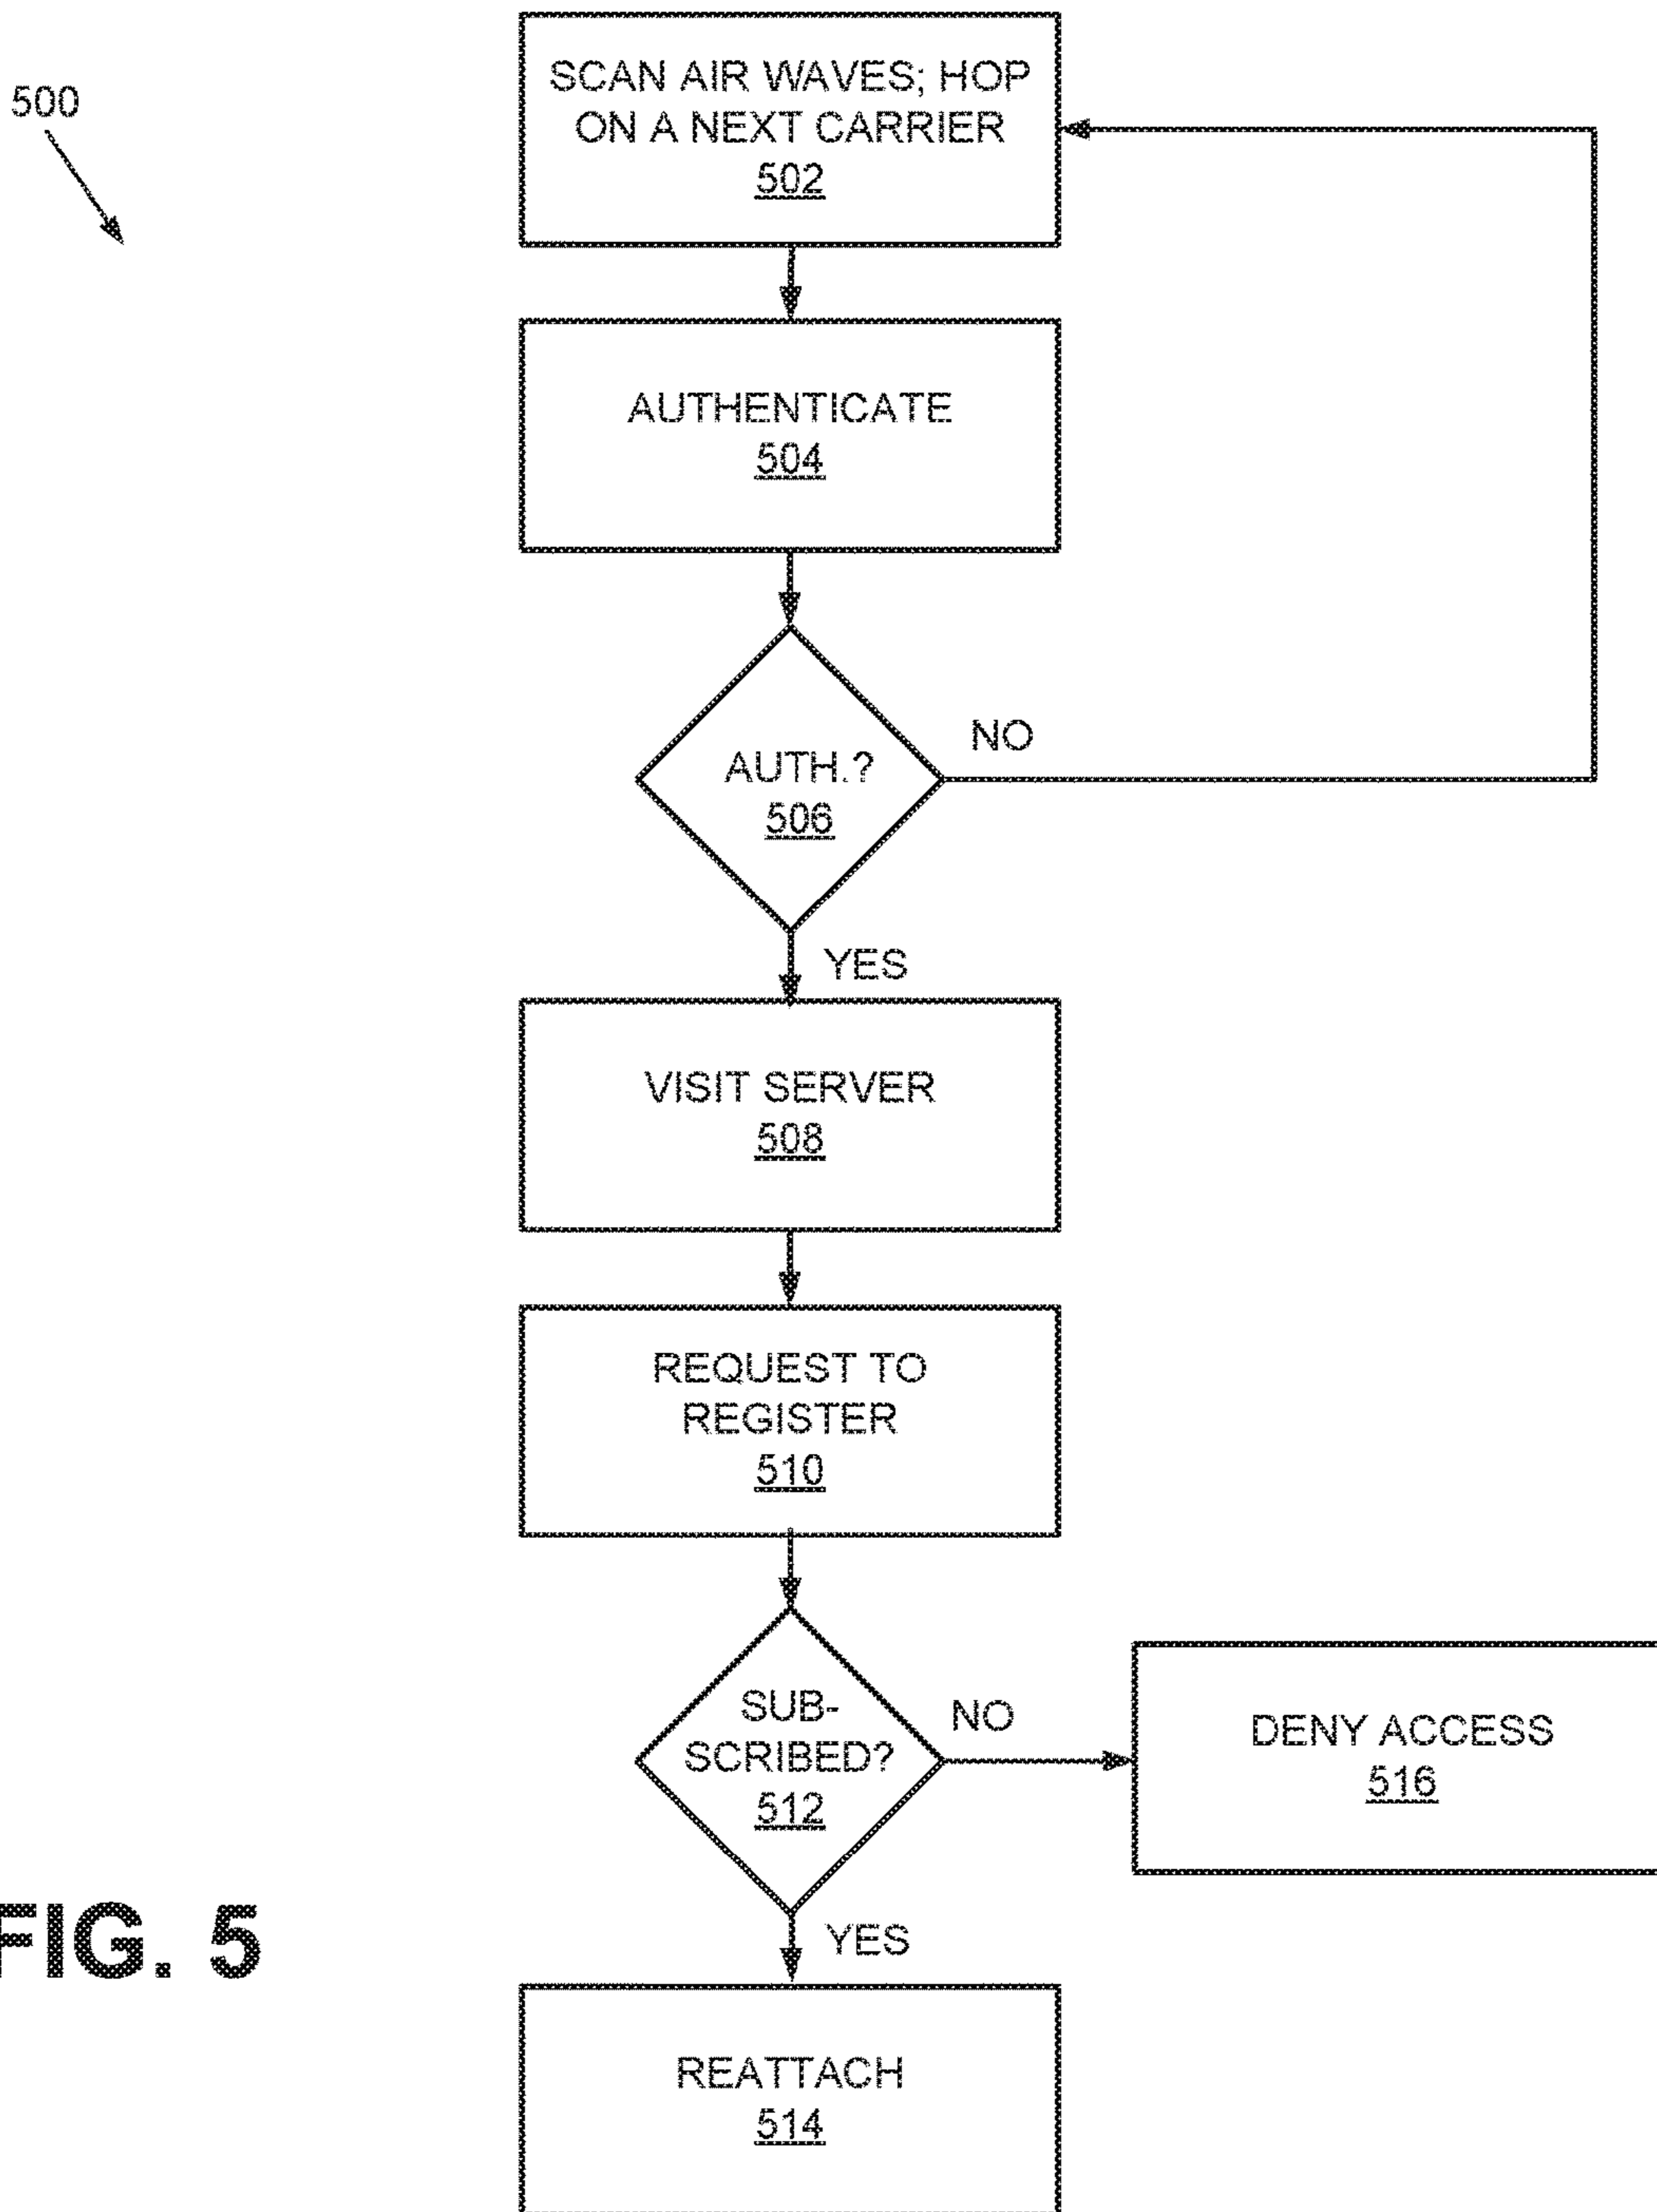 500
SCAN AIR WAVES; HOP
ON A NEXT CARRIER
502
AUTHENTICATE
504
AUTH.?
506
NO
YES
VISIT SERVER
508
REQUEST TO
REGISTER
510
SUB-
SCRIBED?
512
NO
DENY ACCESS
516
YES
REATTACH
514
FIG. 5